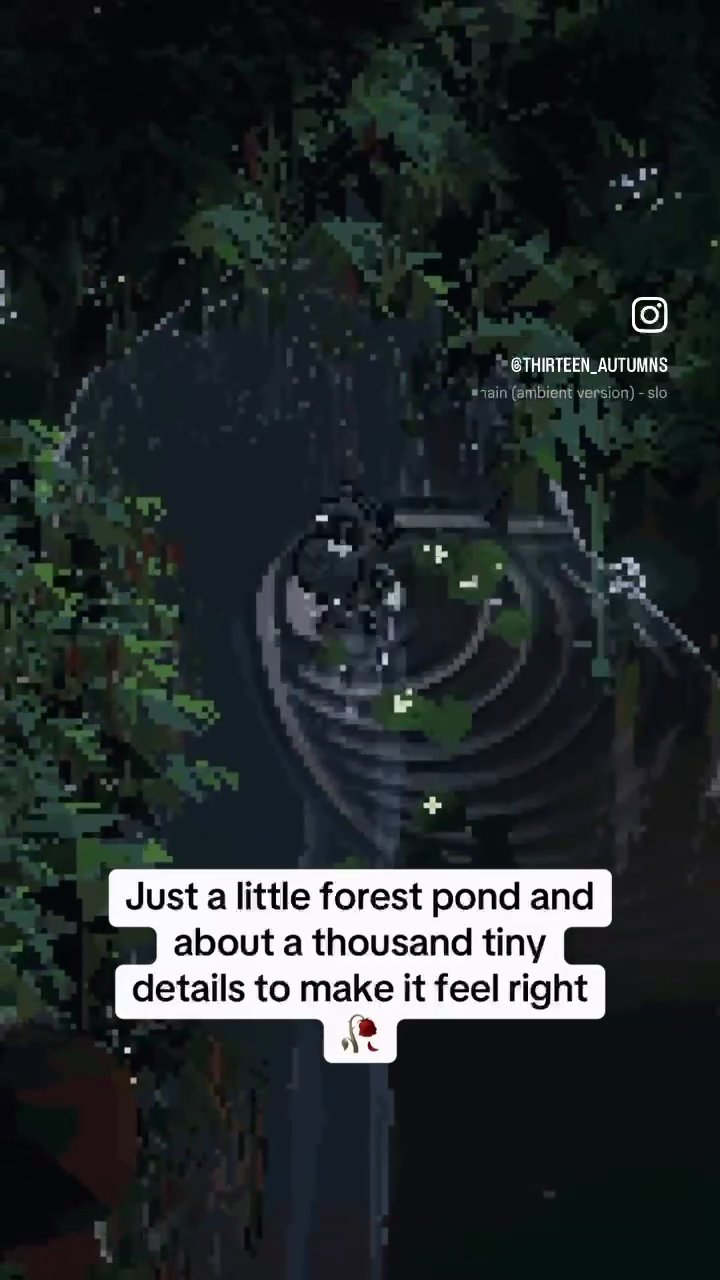 @THIRTEEN_AUTUMNS
(ambient version) - slo
Just a little forest pond and
about a thousand tiny
details to make it feel right
🥀